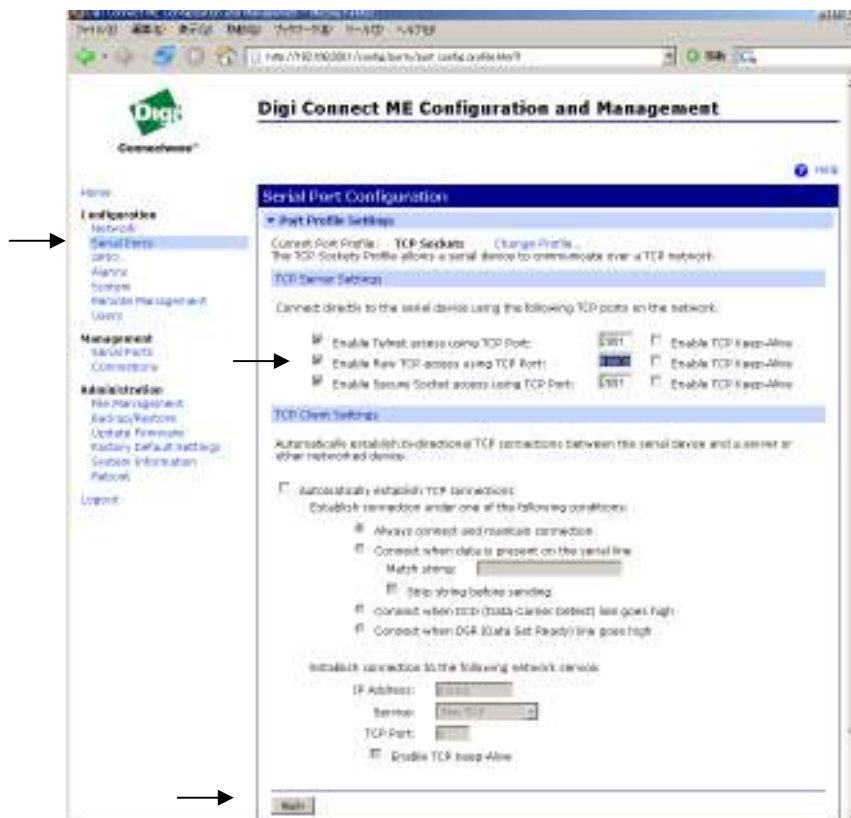 ファイル(F) 編集(E) 表示(V)
Digi
Connectware™
Digi Connect ME Configuration and Management
Help
Home
Configuration
Network
Serial Ports
GPIO
Alarms
System
Remote Management
Users
Management
Serial Ports
Connections
Administration
File Management
Backup/Restore
Update Firmware
Factory Default Settings
System Information
Reboot
Logout
Serial Port Configuration
▼ Port Profile Settings
Current Port Profile: TCP Sockets Change Profile...
The TCP Sockets Profile allows a serial device to communicate over a TCP network.
TCP Server Settings
Connect directly to the serial device using the following TCP ports on the network.
Enable Telnet access using TCP Port: Enable TCP Keep-Alive
Enable Raw TCP access using TCP Port: Enable TCP Keep-Alive
Enable Secure Socket access using TCP Port: Enable TCP Keep-Alive
TCP Client Settings
Automatically establish bi-directional TCP connections between the serial device and a server or
other networked device.
Automatically establish TCP connections
Establish connection under one of the following conditions:
Always connect and maintain connection
Connect when data is present on the serial line
Match string:
Strip string before sending
Connect when DCD (Data Carrier Detect) line goes high
Connect when DSR (Data Set Ready) line goes high
Establish connection to the following network service:
IP Address:
Service:
TCP Port:
Enable TCP Keep-Alive